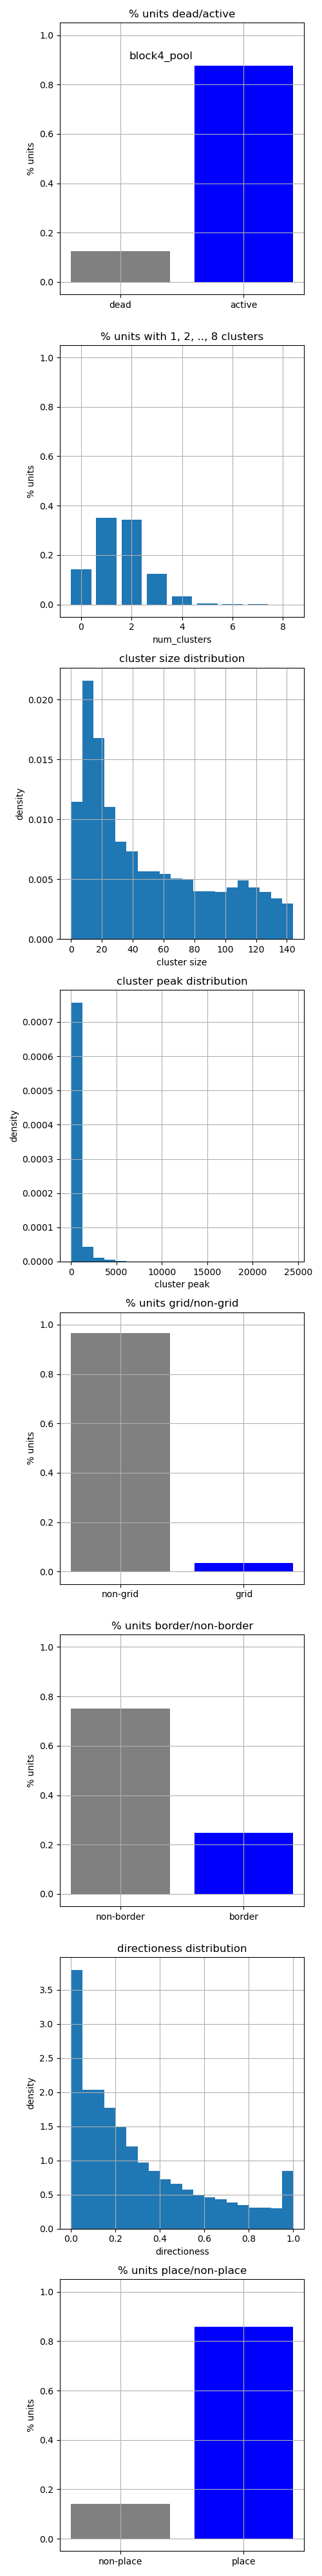 % units dead/active
block4_pool
1.0
0.8
0.6
0.4
0.2
0.0
% units
dead active
% units with 1, 2, .., 8 clusters
1.0
0.8
0.6
0.4
0.2
0.0
% units
0 2 4 6 8
num_clusters
cluster size distribution
0.020
0.015
0.010
0.005
0.000
density
0 20 40 60 80 100 120 140
cluster size
cluster peak distribution
0.0007
0.0006
0.0005
0.0004
0.0003
0.0002
0.0001
0.0000
density
0 5000 10000 15000 20000 25000
cluster peak
% units grid/non-grid
1.0
0.8
0.6
0.4
0.2
0.0
% units
non-grid grid
% units border/non-border
1.0
0.8
0.6
0.4
0.2
0.0
% units
non-border border
directioness distribution
3.5
3.0
2.5
2.0
1.5
1.0
0.5
0.0
density
0.0 0.2 0.4 0.6 0.8 1.0
directioness
% units place/non-place
1.0
0.8
0.6
0.4
0.2
0.0
% units
non-place place